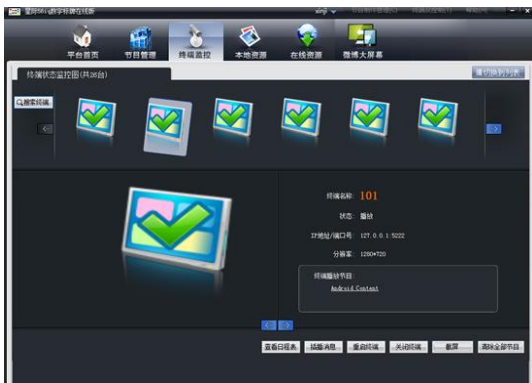 平台首页 节目管理 终端监控 本地资源 在线资源 微博大屏幕
终端状态监控图(共36台)
搜索终端
终端名称: 101
状态: 播放
IP地址/端口号: 127.0.0.1:5222
分辨率: 1280*720
终端播放节目:
Android Content
查看日程表 插播消息 重启终端 关闭终端 截屏 清除全部节目